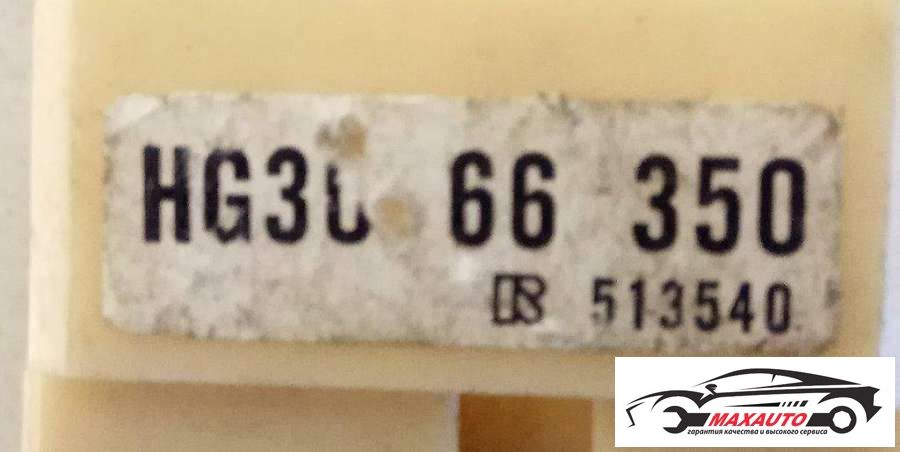 HG30 66 350
513540
MAXAUTO
гарантия качества и высокого сервиса